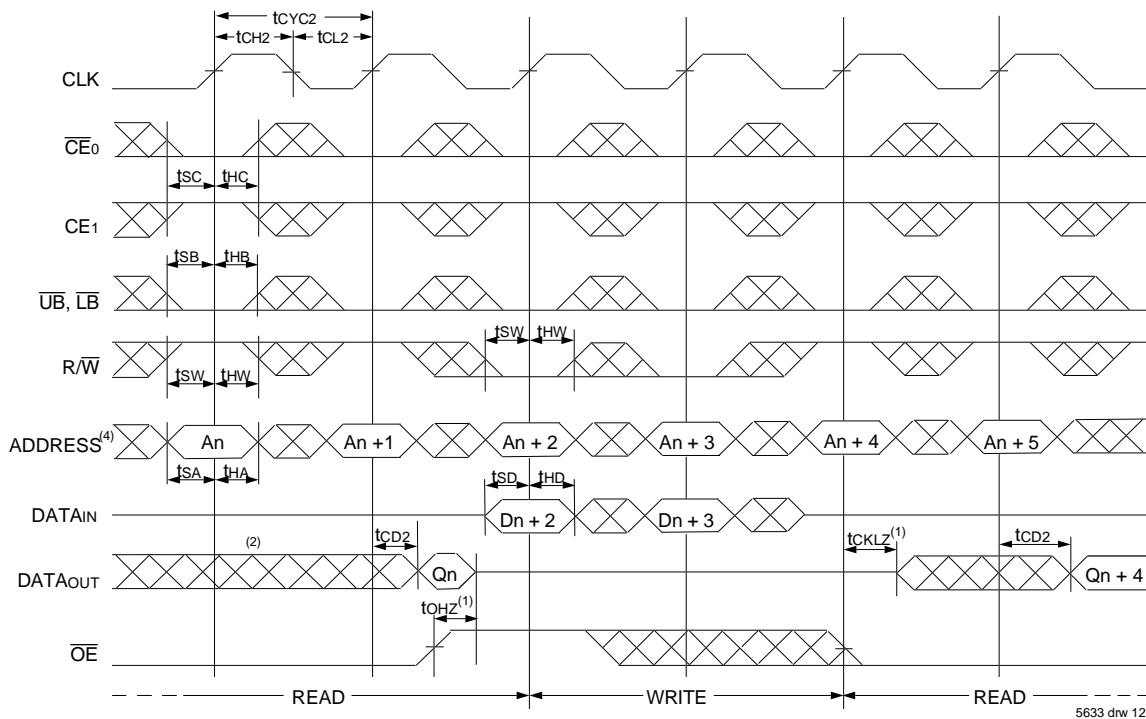 tCYC2
tCH2 tCL2
CLK
CE0
tSC tHC
CE1
tSB tHB
UB, LB
tSW tHW
R/W
tSW tHW
ADDRESS(4) An An +1 An + 2 An + 3 An + 4 An + 5
tSA tHA tSD tHD
DATAIN Dn + 2 Dn + 3
(2) tCD2 tCKLZ(1) tCD2
DATAOUT Qn Qn + 4
tOHZ(1)
OE
READ WRITE READ
5633 drw 12